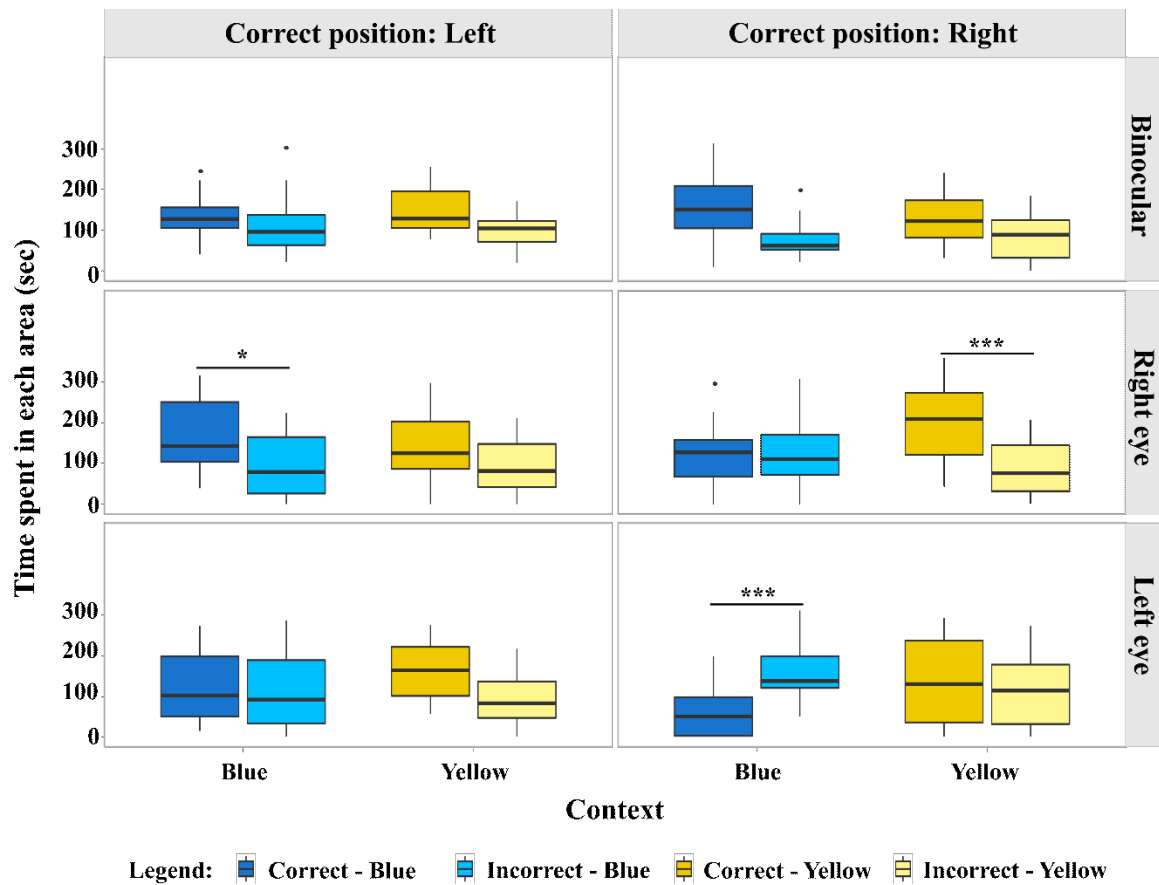 Correct position: Left
Correct position: Right
Time spent in each area (sec)
300
200
100
0
Binocular
*
***
300
200
100
0
Right eye
***
300
200
100
0
Left eye
Blue
Yellow
Blue
Yellow
Context
Legend: Correct - Blue Incorrect - Blue Correct - Yellow Incorrect - Yellow